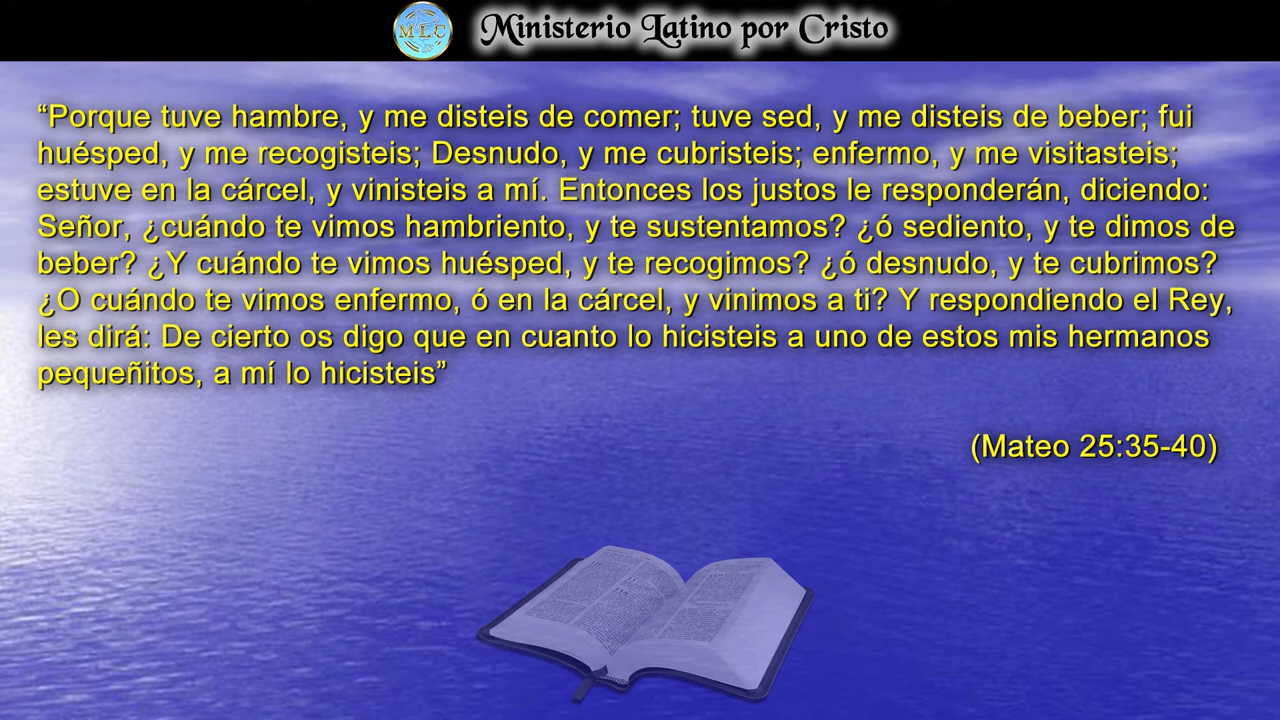 MLC
Ministerio Latino por Cristo
“Porque tuve hambre, y me disteis de comer; tuve sed, y me disteis de beber; fui
huésped, y me recogisteis; Desnudo, y me cubristeis; enfermo, y me visitasteis;
estuve en la cárcel, y vinisteis a mí. Entonces los justos le responderán, diciendo:
Señor, ¿cuándo te vimos hambriento, y te sustentamos? ¿ó sediento, y te dimos de
beber? ¿Y cuándo te vimos huésped, y te recogimos? ¿ó desnudo, y te cubrimos?
¿O cuándo te vimos enfermo, ó en la cárcel, y vinimos a ti? Y respondiendo el Rey,
les dirá: De cierto os digo que en cuanto lo hicisteis a uno de estos mis hermanos
pequeñitos, a mí lo hicisteis”
(Mateo 25:35-40)